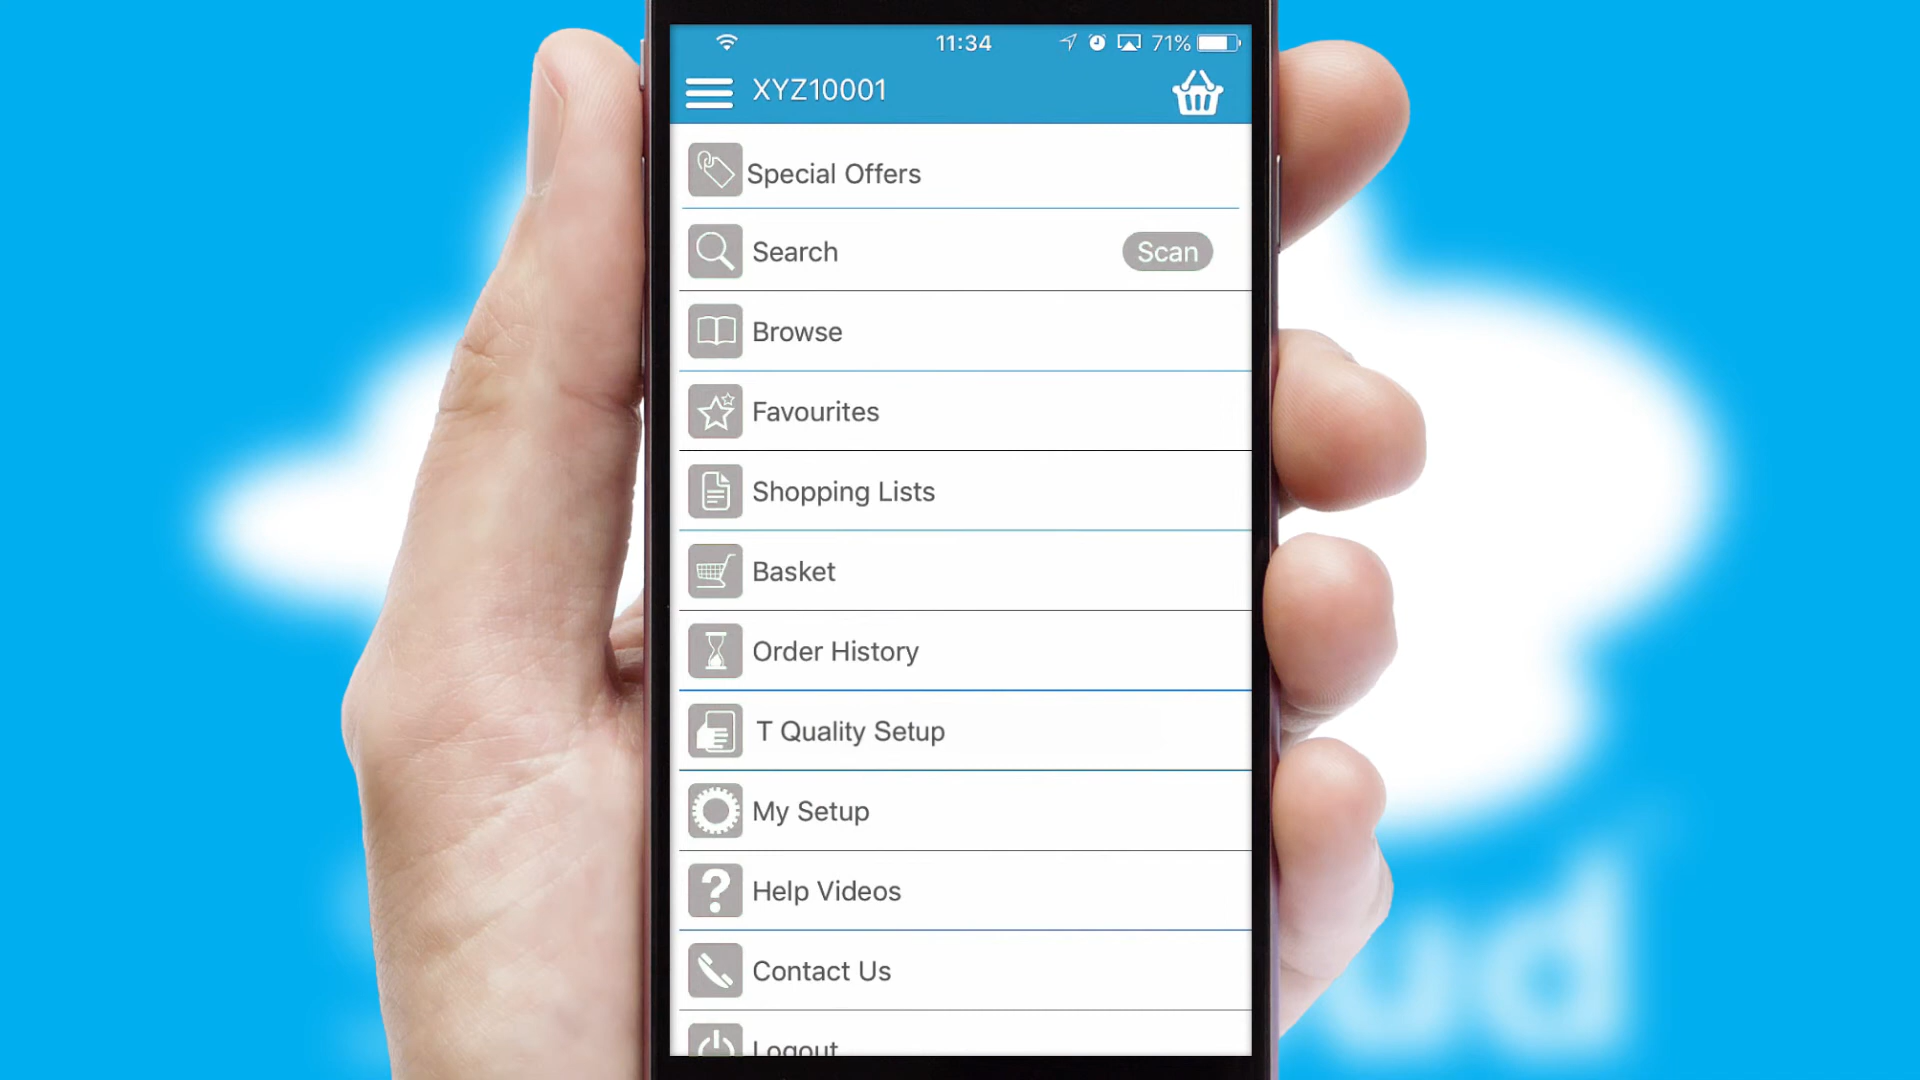 11:34
71%
XYZ10001
Special Offers
Search
Scan
Browse
Favourites
Shopping Lists
Basket
Order History
T Quality Setup
My Setup
Help Videos
Contact Us
Logout
ud